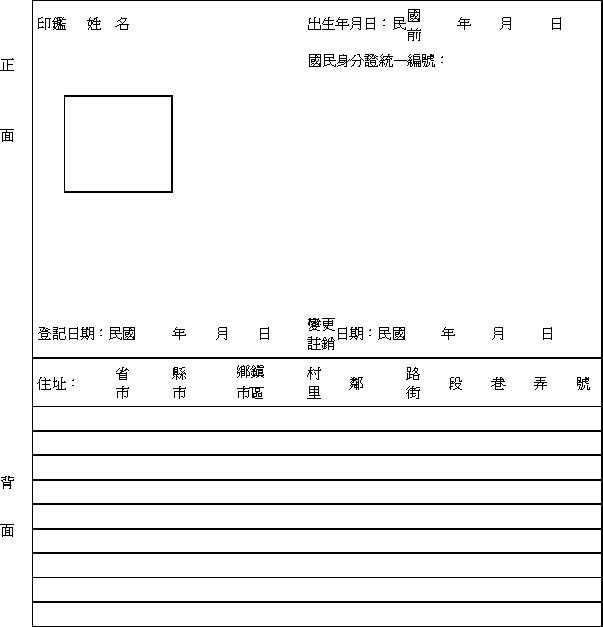 印鑑 姓 名 出生年月日：民國前 年 月 日
國民身分證統一編號：
正面
登記日期：民國 年 月 日 變更註銷日期：民國 年 月 日
住址： 省市 縣市 鄉鎮市區 村里 鄰 路街 段 巷 弄 號
背面